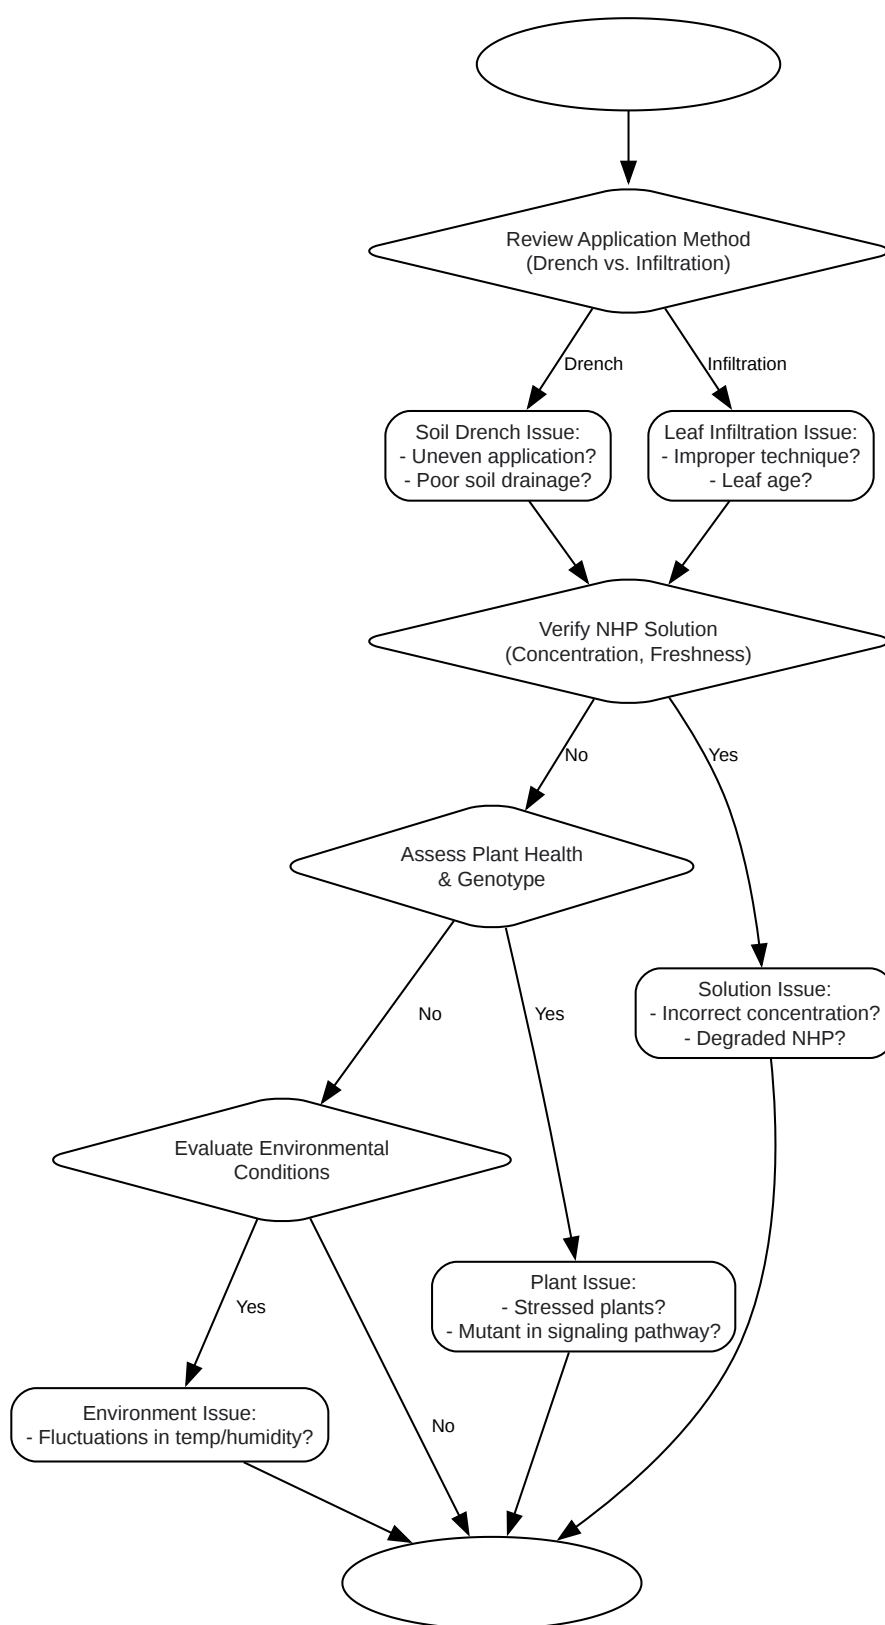 Review Application Method
(Drench vs. Infiltration)
Drench
Infiltration
Soil Drench Issue:
- Uneven application?
- Poor soil drainage?
Leaf Infiltration Issue:
- Improper technique?
- Leaf age?
Verify NHP Solution
(Concentration, Freshness)
No
Yes
Assess Plant Health
& Genotype
Solution Issue:
- Incorrect concentration?
- Degraded NHP?
No
Yes
Evaluate Environmental
Conditions
Plant Issue:
- Stressed plants?
- Mutant in signaling pathway?
Yes
Environment Issue:
- Fluctuations in temp/humidity?
No